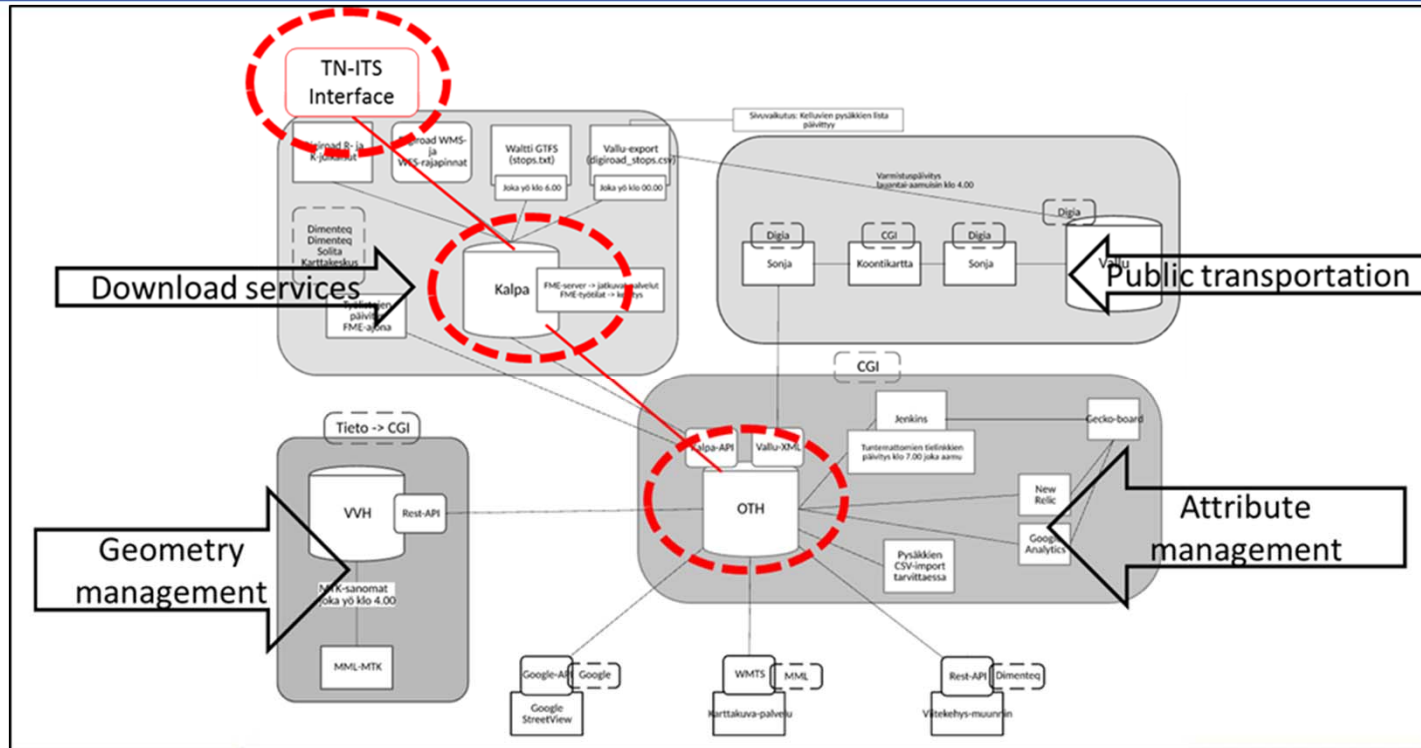 TN-ITS
Interface
K-julkaisut
WMS-
ja
WFS-rajapinnat
Waltti GTFS
(stops.txt)
Joka yö klo 6.00
Vallu-export
(digiroad_stops.csv)
Joka yö klo 00.00
Sivuvaikutus: Kelluvien pysäkkien lista
päivittyy
Varmistuspäivitys
lauantai-aamuisin klo 4.00
Dimenteq
Dimenteq
Solita
Karttakeskus
Download services
päivitys
FME-ajona
Kalpa
FME-server -> jatkuvat palvelut
FME-työtilat ->
Digia
Sonja
CGI
Koontikartta
Digia
Sonja
Digia
Vallu
Public transportation
CGI
Tieto -> CGI
VVH
Rest-API
Geometry
management
MTK-sanomat
joka yö klo 4.00
MML-MTK
Kalpa-API
Vallu-XML
OTH
Jenkins
Tuntemattomien tielinkkien
päivitys klo 7.00 joka aamu
Gecko-board
New
Relic
Google
Analytics
Pysäkkien
CSV-import
tarvittaessa
Attribute
management
Google-API
Google
Google
StreetView
WMTS
MML
Karttakuva-palvelu
Rest-API
Dimenteq
Viitekehys-muunnin